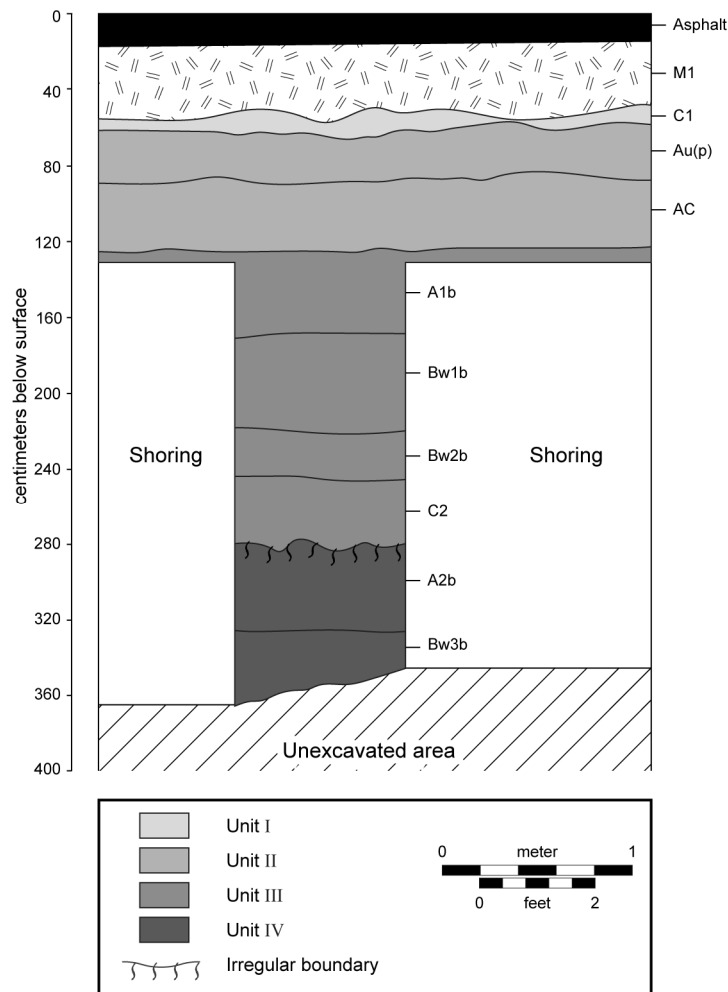 0
Asphalt
M1
40
C1
Au(p)
80
AC
120
A1b
160
Bw1b
200
centimeters below surface
Shoring
Shoring
Bw2b
240
C2
280
A2b
320
Bw3b
360
Unexcavated area
400
Unit I
Unit II
Unit III
Unit IV
Irregular boundary
0 meter 1
0 feet 2